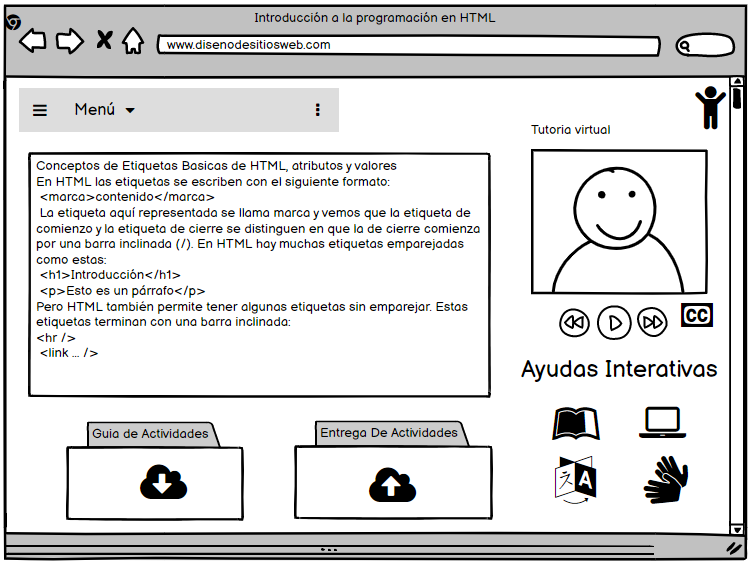 Introducción a la programación en HTML
www.disenodesitiosweb.com
Menú
Tutoria virtual
Conceptos de Etiquetas Basicas de HTML, atributos y valores
En HTML las etiquetas se escriben con el siguiente formato:
<marca>contenido</marca>
La etiqueta aquí representada se llama marca y vemos que la etiqueta de
comienzo y la etiqueta de cierre se distinguen en que la de cierre comienza
por una barra inclinada (/). En HTML hay muchas etiquetas emparejadas
como estas:
<h1>Introducción</h1>
<p>Esto es un párrafo</p>
Pero HTML también permite tener algunas etiquetas sin emparejar. Estas
etiquetas terminan con una barra inclinada:
<hr />
<link ... />
CC
Ayudas Interativas
Guia de Actividades
Entrega De Actividades
A